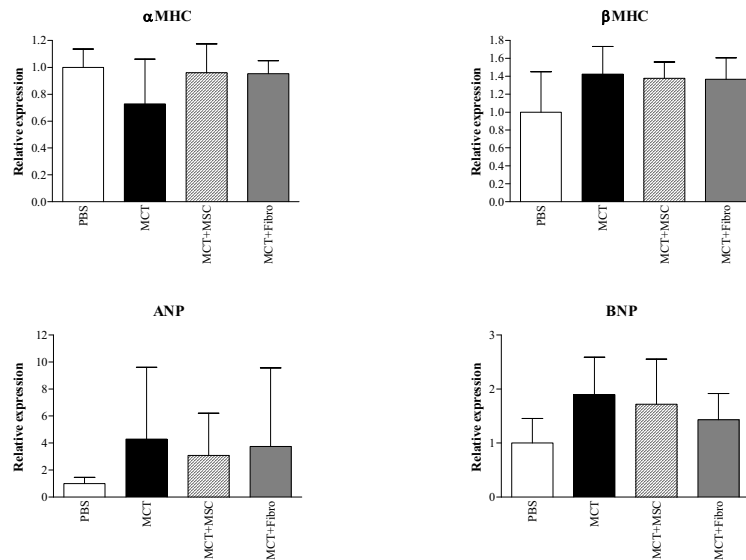 αMHC
Relative expression
1.2
1.0
0.8
0.6
0.4
0.2
0.0
PBS
MCT
MCT+MSC
MCT+Fibro
βMHC
Relative expression
1.8
1.6
1.4
1.2
1.0
0.8
0.6
0.4
0.2
0.0
PBS
MCT
MCT+MSC
MCT+Fibro
ANP
Relative expression
12
10
8
6
4
2
0
PBS
MCT
MCT+MSC
MCT+Fibro
BNP
Relative expression
3
2
1
0
PBS
MCT
MCT+MSC
MCT+Fibro